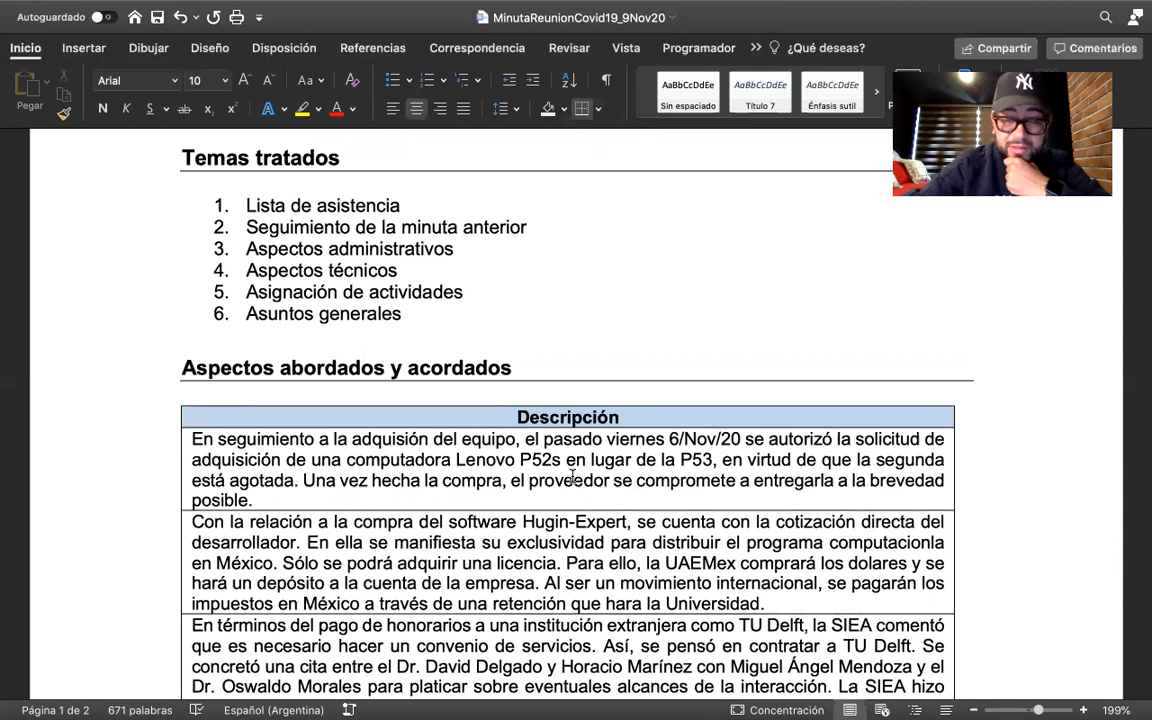 Autoguardado
MinutaReunionCovid19_9Nov20
Inicio Insertar Dibujar Diseño Disposición Referencias Correspondencia Revisar Vista Programador ¿Qué deseas? Compartir Comentarios
Pegar
Arial 10
AaBbCcDdEe AaBbCcDdEe AaBbCcDdEe
Sin espaciado Título 7 Énfasis sutil
N K S ab x₂ x²
NY
Temas tratados
1. Lista de asistencia
2. Seguimiento de la minuta anterior
3. Aspectos administrativos
4. Aspectos técnicos
5. Asignación de actividades
6. Asuntos generales
Aspectos abordados y acordados
Descripción
En seguimiento a la adquisión del equipo, el pasado viernes 6/Nov/20 se autorizó la solicitud de
adquisición de una computadora Lenovo P52s en lugar de la P53, en virtud de que la segunda
está agotada. Una vez hecha la compra, el proveedor se compromete a entregarla a la brevedad
posible.
Con la relación a la compra del software Hugin-Expert, se cuenta con la cotización directa del
desarrollador. En ella se manifiesta su exclusividad para distribuir el programa computacionla
en México. Sólo se podrá adquirir una licencia. Para ello, la UAEMex comprará los dolares y se
hará un depósito a la cuenta de la empresa. Al ser un movimiento internacional, se pagarán los
impuestos en México a través de una retención que hara la Universidad.
En términos del pago de honorarios a una institución extranjera como TU Delft, la SIEA comentó
que es necesario hacer un convenio de servicios. Así, se pensó en contratar a TU Delft. Se
concretó una cita entre el Dr. David Delgado y Horacio Marínez con Miguel Ángel Mendoza y el
Dr. Oswaldo Morales para platicar sobre eventuales alcances de la interacción. La SIEA hizo
Página 1 de 2 671 palabras Español (Argentina) Concentración 199%